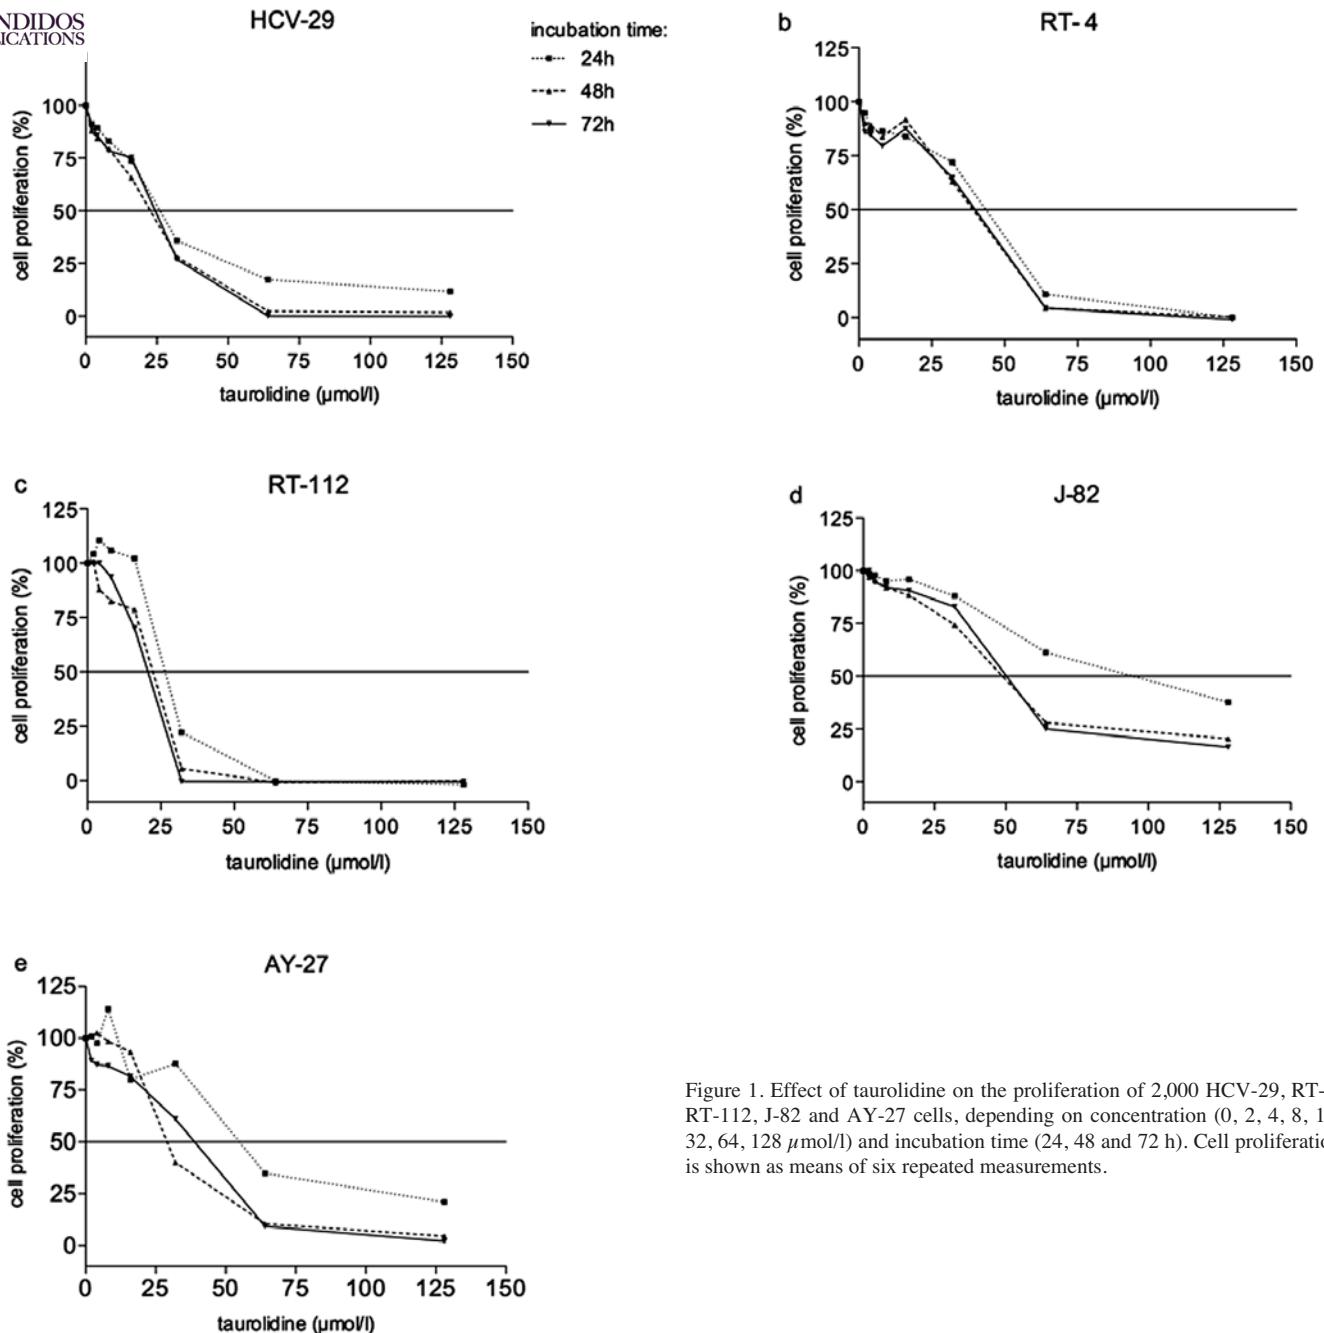 NDIDOS
LICATIONS
HCV-29
incubation time:
24h
48h
72h
100
75
50
25
0
cell proliferation (%)
0 25 50 75 100 125 150
taurolidine (µmol/l)
b
RT-4
125
100
75
50
25
0
cell proliferation (%)
0 25 50 75 100 125 150
taurolidine (µmol/l)
c
RT-112
125
100
75
50
25
0
cell proliferation (%)
0 25 50 75 100 125 150
taurolidine (µmol/l)
d
J-82
125
100
75
50
25
0
cell proliferation (%)
0 25 50 75 100 125 150
taurolidine (µmol/l)
e
AY-27
125
100
75
50
25
0
cell proliferation (%)
0 25 50 75 100 125 150
taurolidine (µmol/l)
Figure 1. Effect of taurolidine on the proliferation of 2,000 HCV-29, RT-
RT-112, J-82 and AY-27 cells, depending on concentration (0, 2, 4, 8, 1
32, 64, 128 µmol/l) and incubation time (24, 48 and 72 h). Cell proliferation
is shown as means of six repeated measurements.